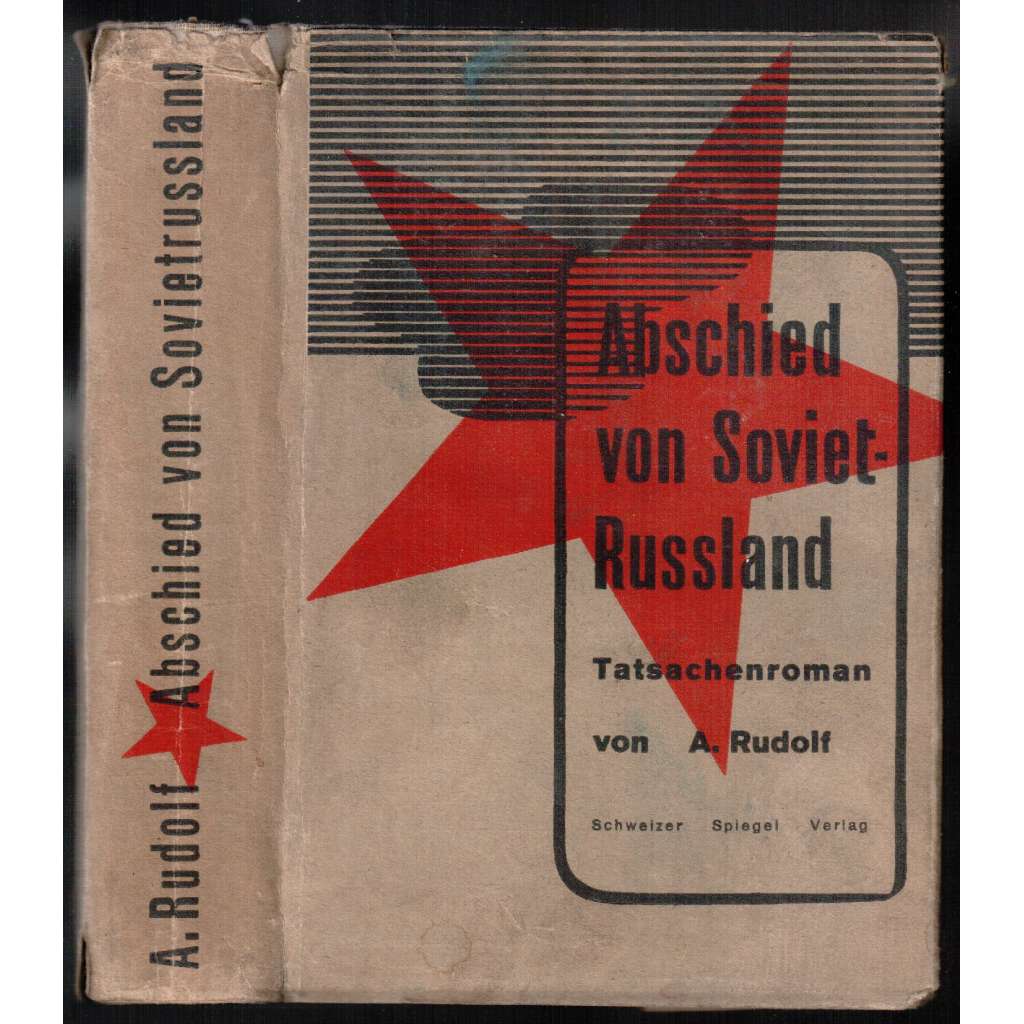 A. Rudolf Abschied von Sovietrussland
Abschied
von Soviet-
Russland
Tatsachenroman
von A. Rudolf
Schweizer Spiegel Verlag